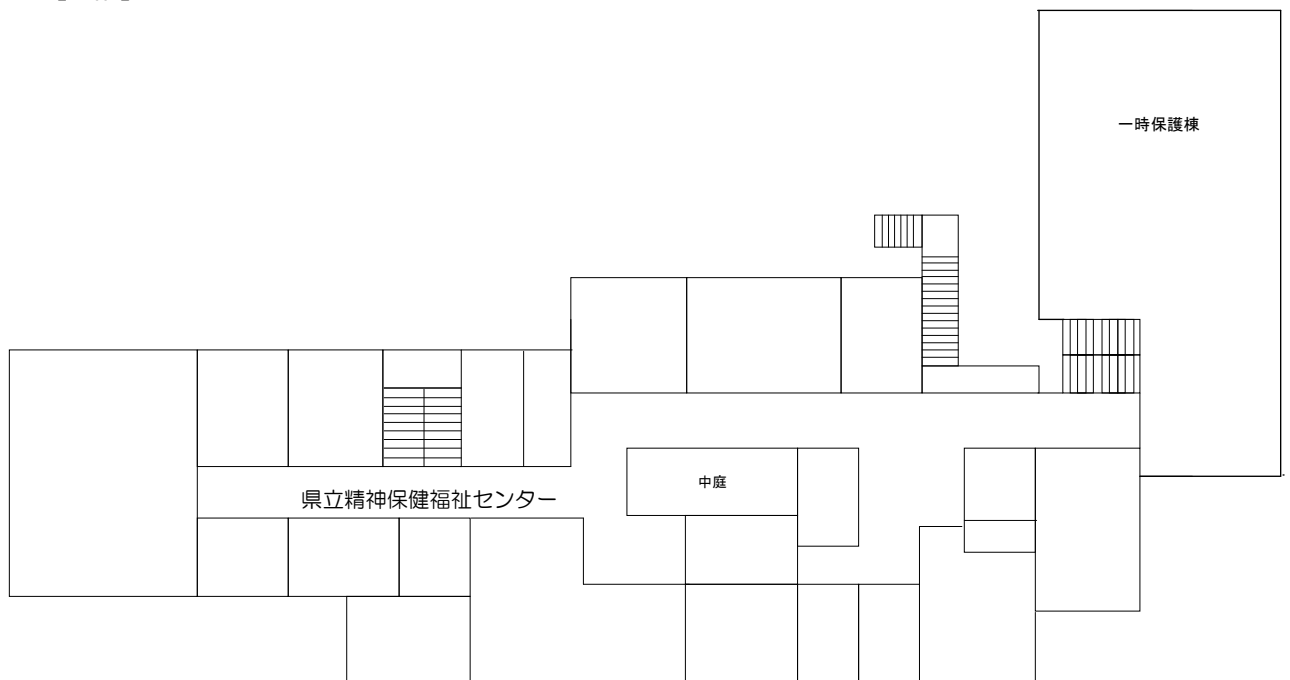 一時保護棟
中庭
県立精神保健福祉センター